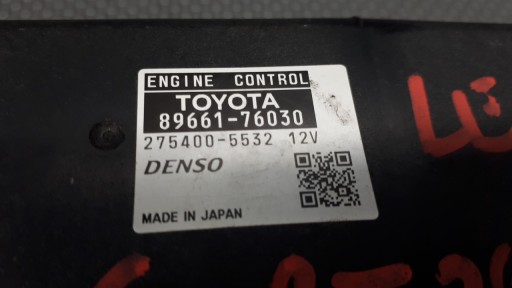 ENGINE CONTROL
TOYOTA
89661-76030
275400-5532 12V
DENSO
MADE IN JAPAN